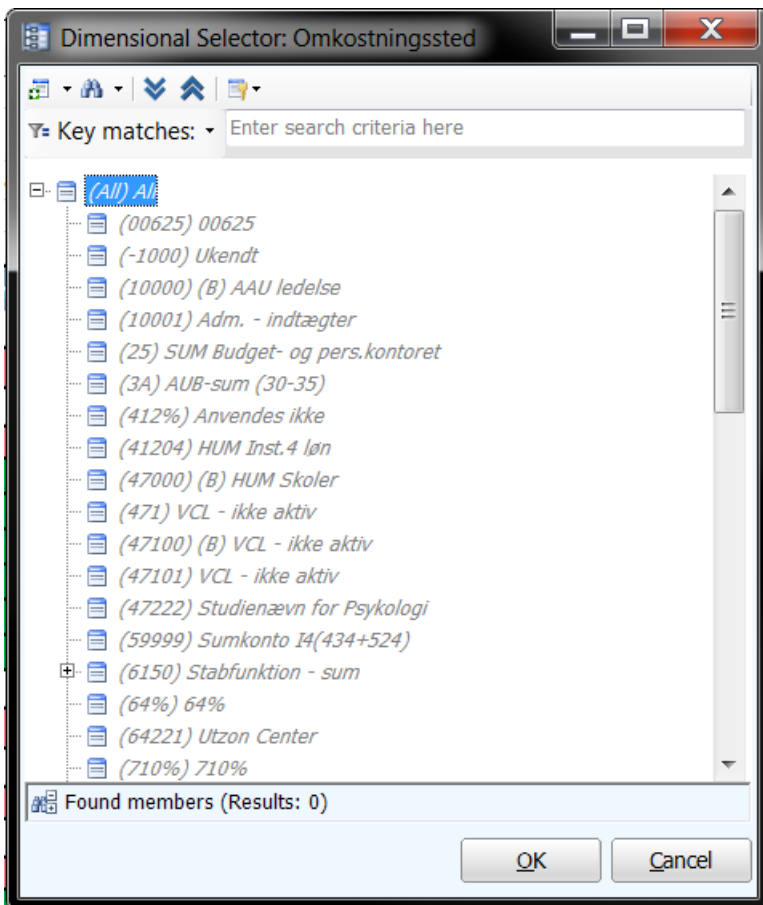 Dimensional Selector: Omkostningssted
Key matches: Enter search criteria here
(All) All
(00625) 00625
(-1000) Ukendt
(10000) (B) AAU ledelse
(10001) Adm. - indtægter
(25) SUM Budget- og pers.kontoret
(3A) AUB-sum (30-35)
(412%) Anvendes ikke
(41204) HUM Inst.4 løn
(47000) (B) HUM Skoler
(471) VCL - ikke aktiv
(47100) (B) VCL - ikke aktiv
(47101) VCL - ikke aktiv
(47222) Studienævn for Psykologi
(59999) Sumkonto I4(434+524)
(6150) Stabfunktion - sum
(64%) 64%
(64221) Utzon Center
(710%) 710%
Found members (Results: 0)
OK Cancel